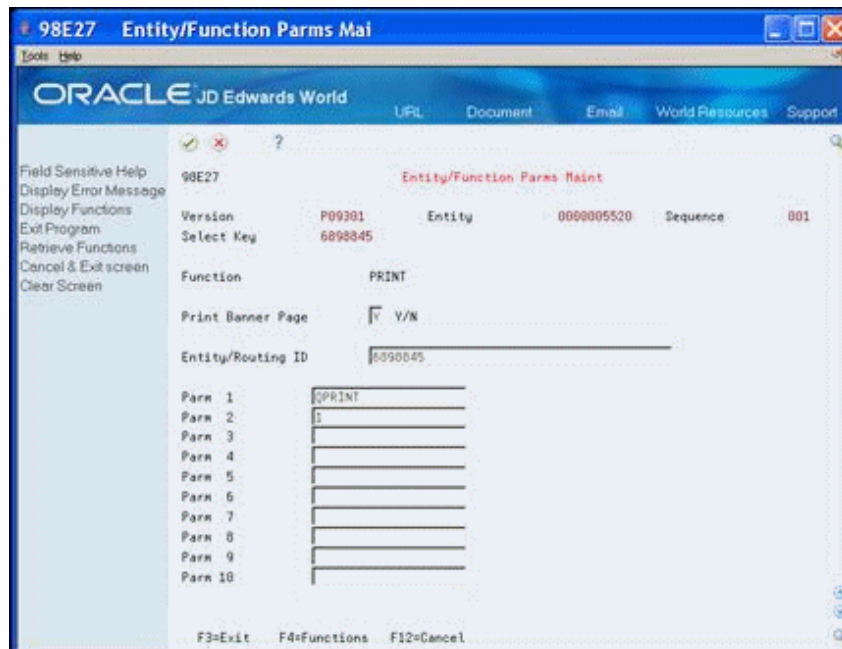 98E27 Entity/Function Parms Mai
Tools Help
ORACLE JD Edwards World
URL Document Email World Resources Support
Field Sensitive Help
Display Error Message
Display Functions
Exit Program
Retrieve Functions
Cancel & Exit screen
Clear Screen
?
98E27 Entity/Function Parms Maint
Version P09301 Entity 0000005520 Sequence 001
Select Key 6098845
Function PRINT
Print Banner Page Y Y/N
Entity/Routing ID 6098845
Parm 1 QPRINT
Parm 2 1
Parm 3
Parm 4
Parm 5
Parm 6
Parm 7
Parm 8
Parm 9
Parm 10
F3=Exit F4=Functions F12=Cancel